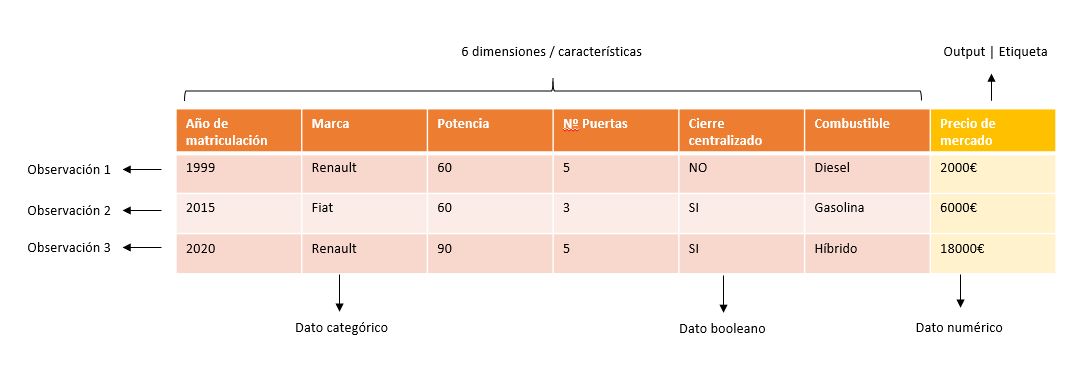 6 dimensiones / características
Output | Etiqueta
Año de matriculación Marca Potencia Nº Puertas Cierre centralizado Combustible Precio de mercado
Observación 1 1999 Renault 60 5 NO Diesel 2000€
Observación 2 2015 Fiat 60 3 SI Gasolina 6000€
Observación 3 2020 Renault 90 5 SI Híbrido 18000€
Dato categórico Dato booleano Dato numérico